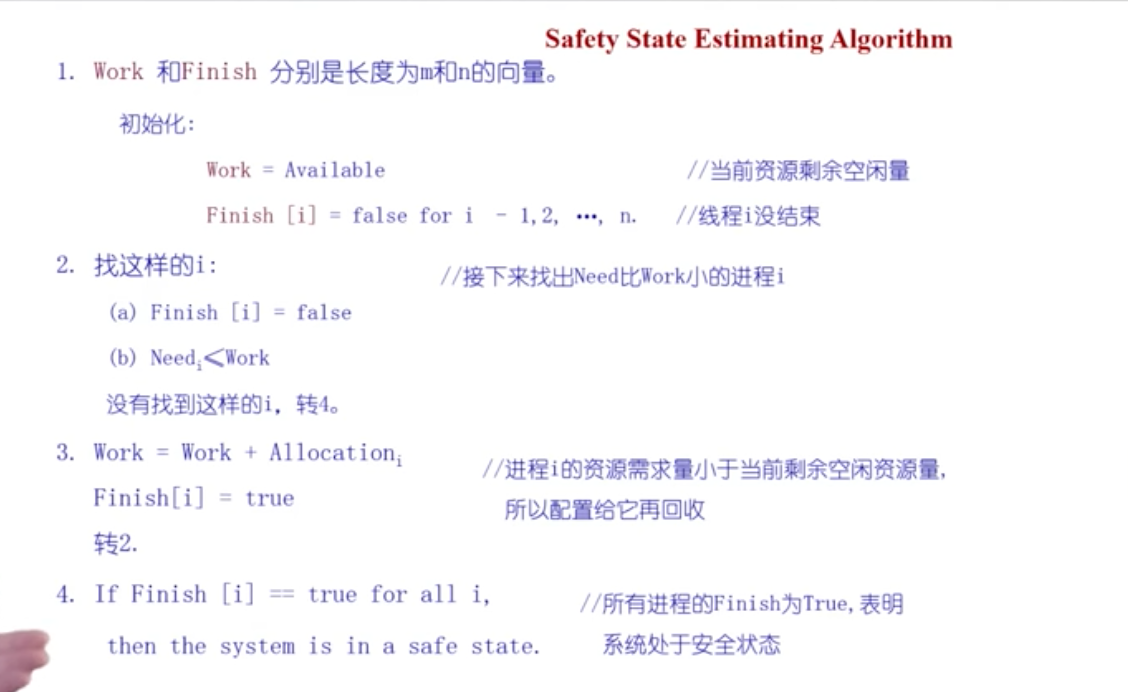 Safety State Estimating Algorithm
1. Work 和Finish 分别是长度为m和n的向量。
初始化:
Work = Available //当前资源剩余空闲量
Finish [i] = false for i - 1,2, …, n. //线程i没结束
2. 找这样的i: //接下来找出Need比Work小的进程i
(a) Finish [i] = false
(b) Needᵢ≤Work
没有找到这样的i, 转4。
3. Work = Work + Allocationᵢ //进程i的资源需求量小于当前剩余空闲资源量,
Finish[i] = true 所以配置给它再回收
转2.
4. If Finish [i] == true for all i, //所有进程的Finish为True,表明
then the system is in a safe state. 系统处于安全状态